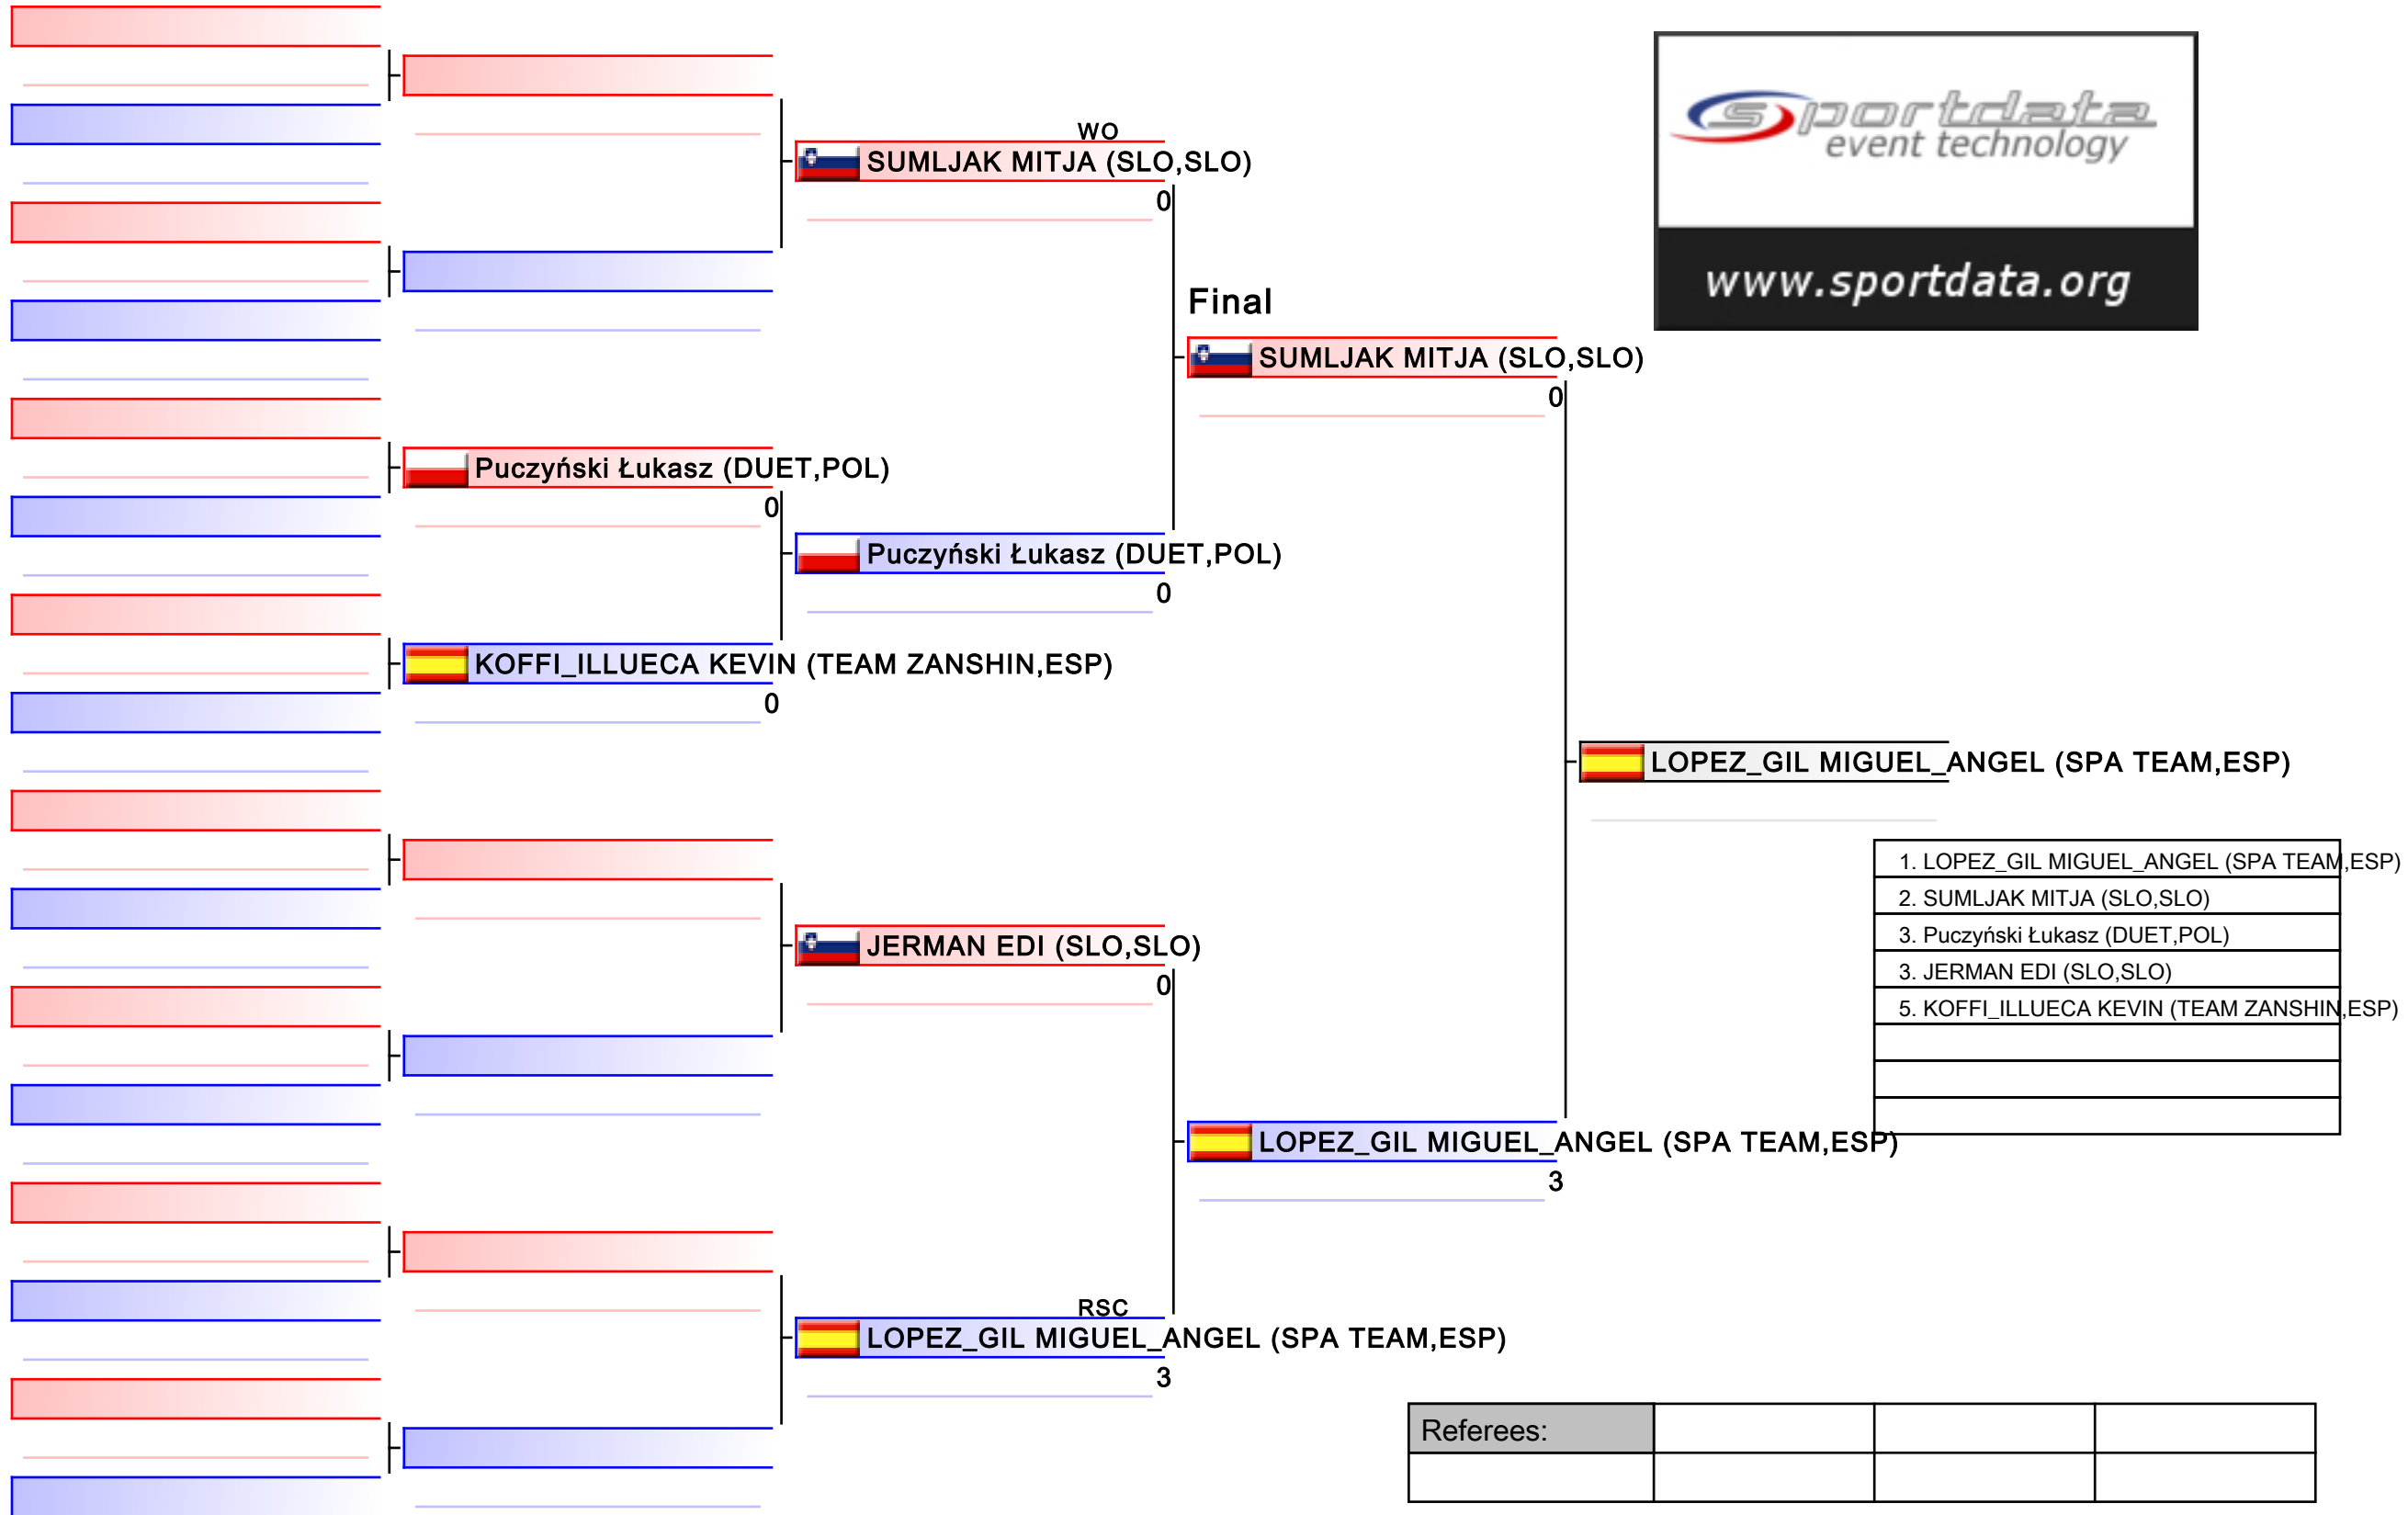 WO
SUMLJAK MITJA (SLO,SLO)
0
Final
SUMLJAK MITJA (SLO,SLO)
0
Puczyński Łukasz (DUET,POL)
0
Puczyński Łukasz (DUET,POL)
0
KOFFI_ILLUECA KEVIN (TEAM ZANSHIN,ESP)
0
LOPEZ_GIL MIGUEL_ANGEL (SPA TEAM,ESP)
JERMAN EDI (SLO,SLO)
0
LOPEZ_GIL MIGUEL_ANGEL (SPA TEAM,ESP)
3
RSC
LOPEZ_GIL MIGUEL_ANGEL (SPA TEAM,ESP)
3
sportdata
event technology
www.sportdata.org
1. LOPEZ_GIL MIGUEL_ANGEL (SPA TEAM,ESP)
2. SUMLJAK MITJA (SLO,SLO)
3. Puczyński Łukasz (DUET,POL)
3. JERMAN EDI (SLO,SLO)
5. KOFFI_ILLUECA KEVIN (TEAM ZANSHIN,ESP)
Referees: